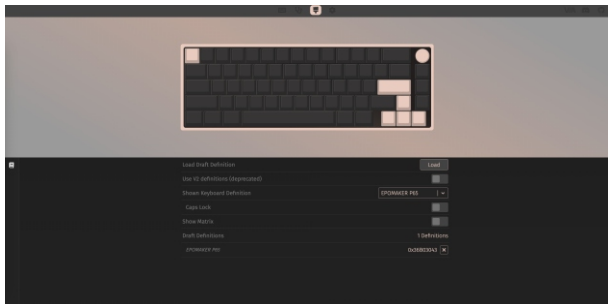 Load Draft Definition Load
Use V2 definitions (deprecated)
Shown Keyboard Definition EPOMAKER P65
Caps Lock
Show Matrix
Draft Definitions 1 Definitions
EPOMAKER P65